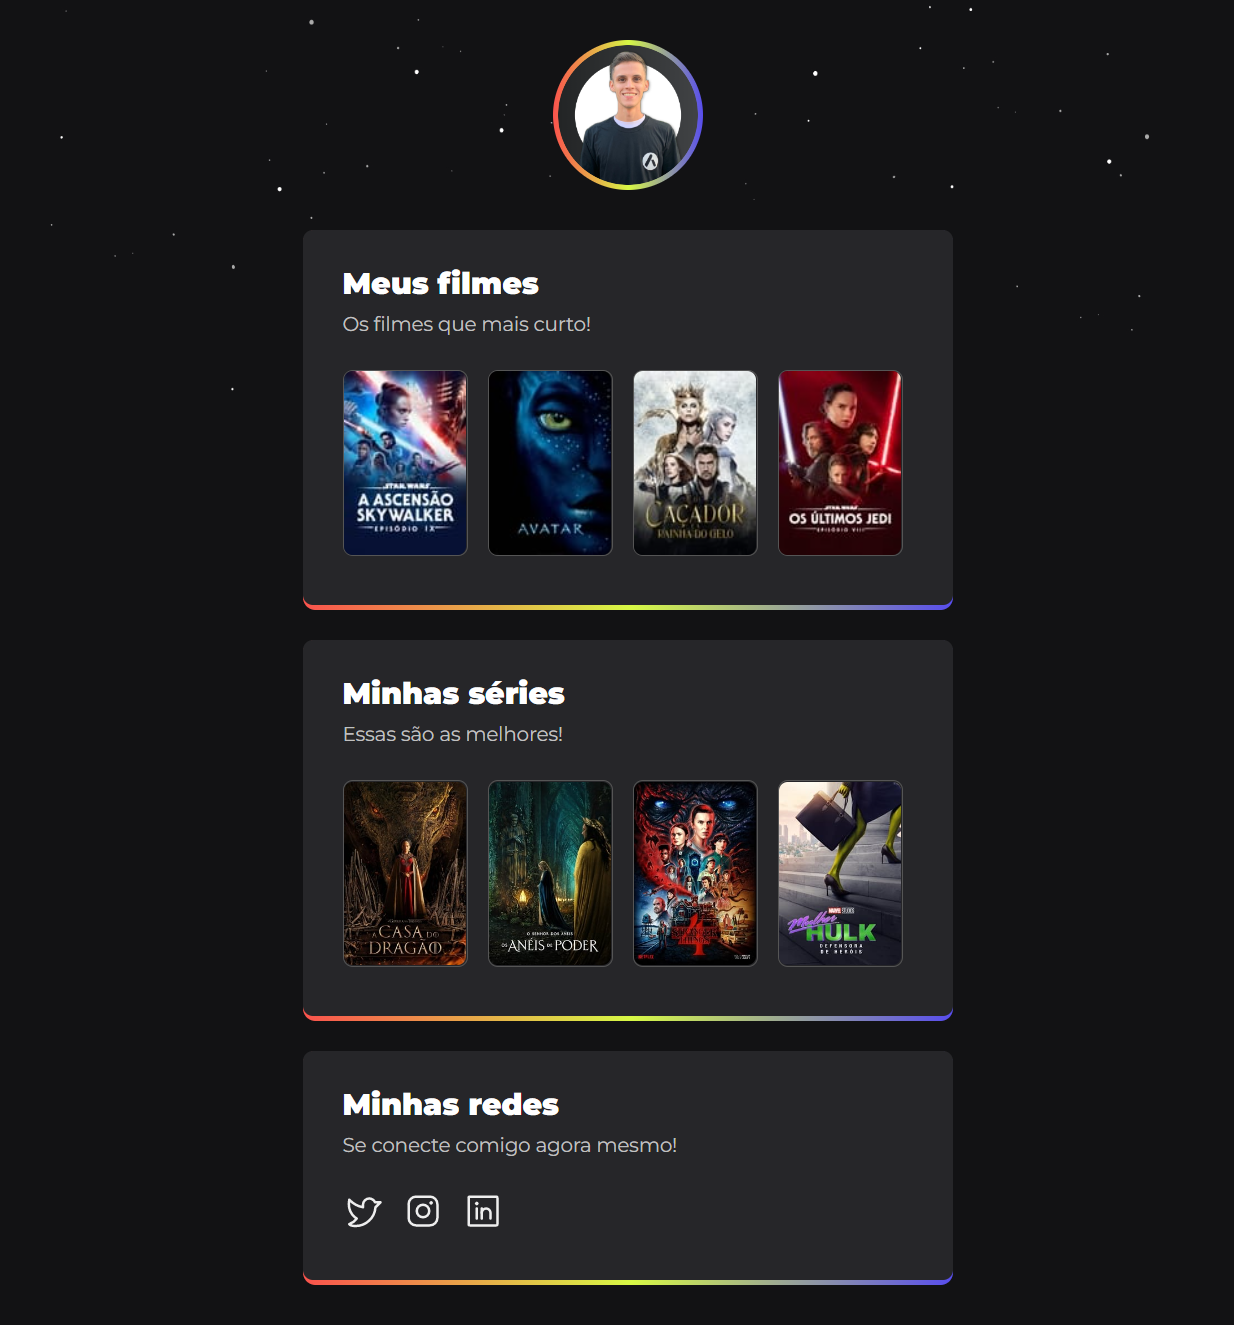 Meus filmes
Os filmes que mais curto!
STAR WARS
A ASCENSÃO
SKYWALKER
EPISÓDIO IX
AVATAR
CAÇADOR
RAINHA DO GELO
STAR WARS
OS ÚLTIMOS JEDI
EPISÓDIO VIII
Minhas séries
Essas são as melhores!
A CASA DO
DRAGÃO
O SENHOR DOS ANÉIS
OS ANÉIS DE PODER
4
NETFLIX
MARVEL STUDIOS
Mulher
HULK
DEFENSORA
DE HERÓIS
Minhas redes
Se conecte comigo agora mesmo!
in